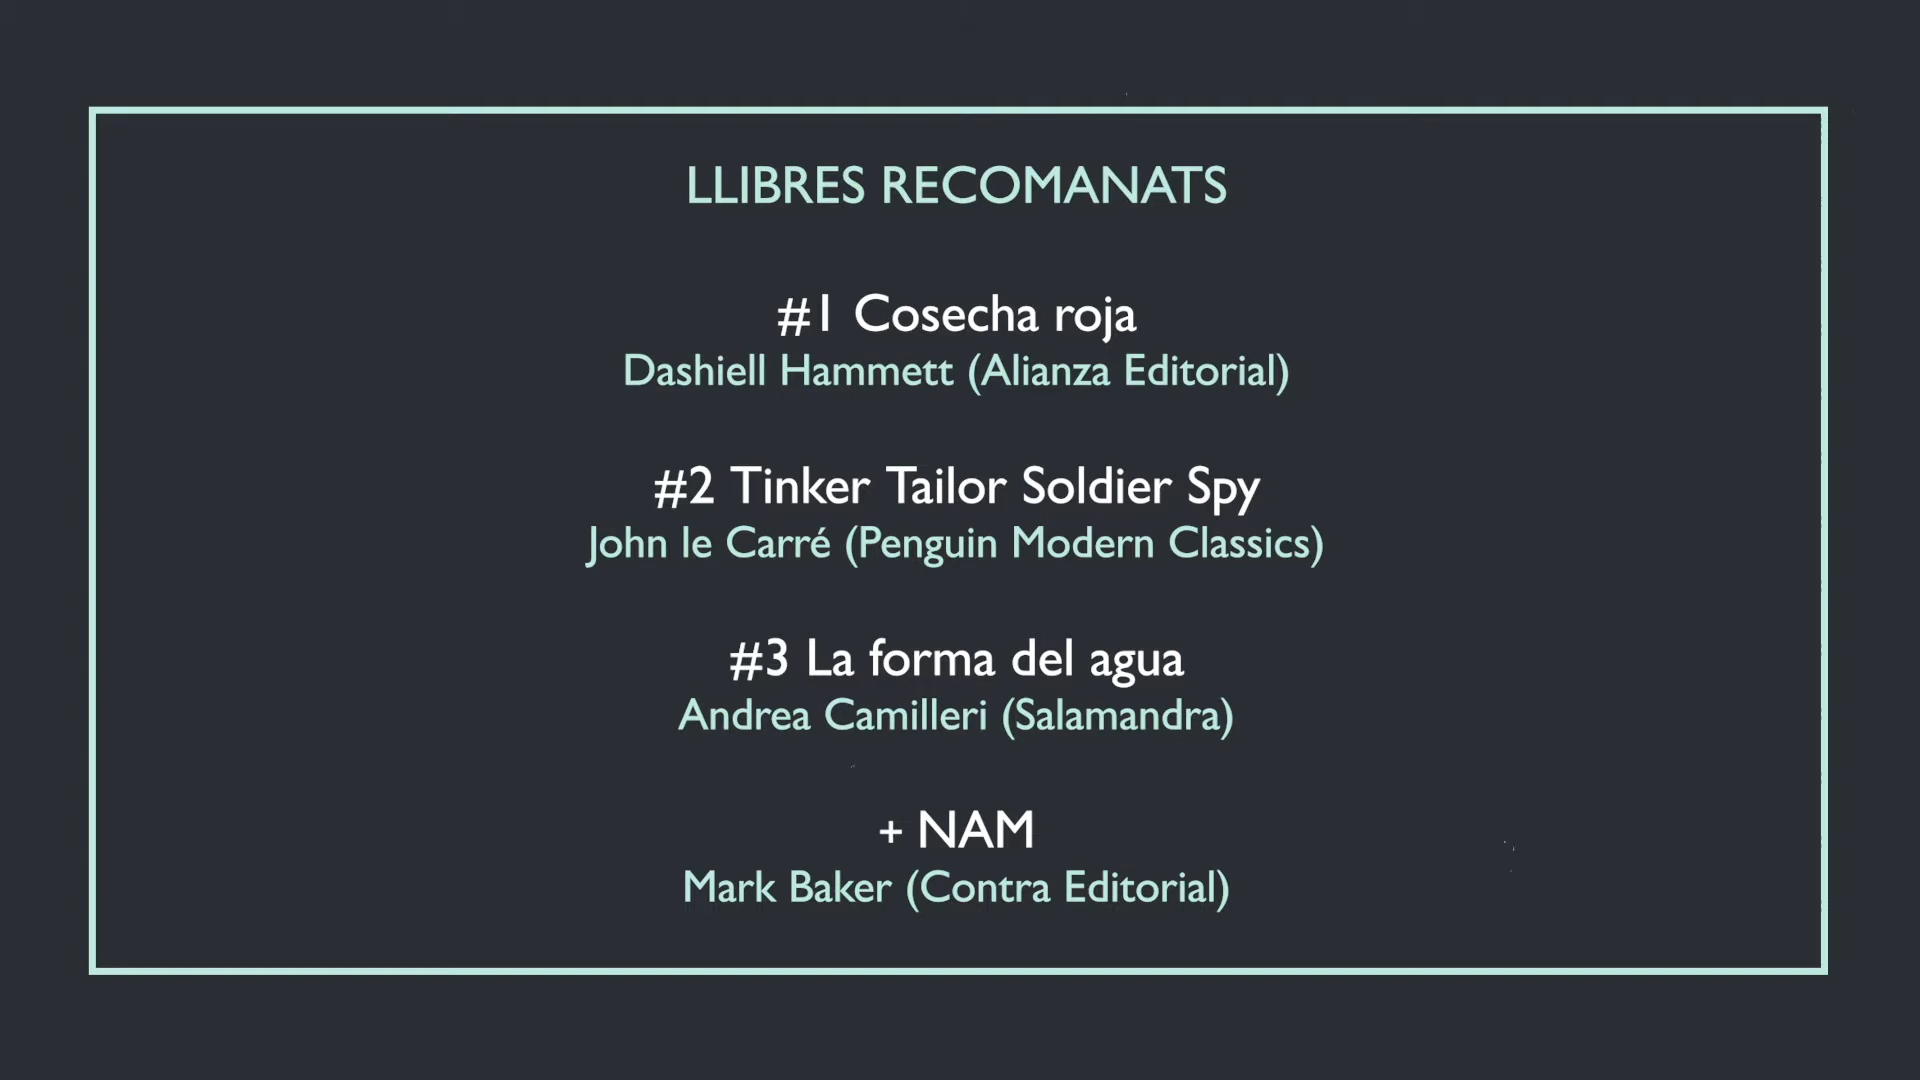 LLIBRES RECOMANATS
#1 Cosecha roja
Dashiell Hammett (Alianza Editorial)
#2 Tinker Tailor Soldier Spy
John le Carré (Penguin Modern Classics)
#3 La forma del agua
Andrea Camilleri (Salamandra)
+ NAM
Mark Baker (Contra Editorial)